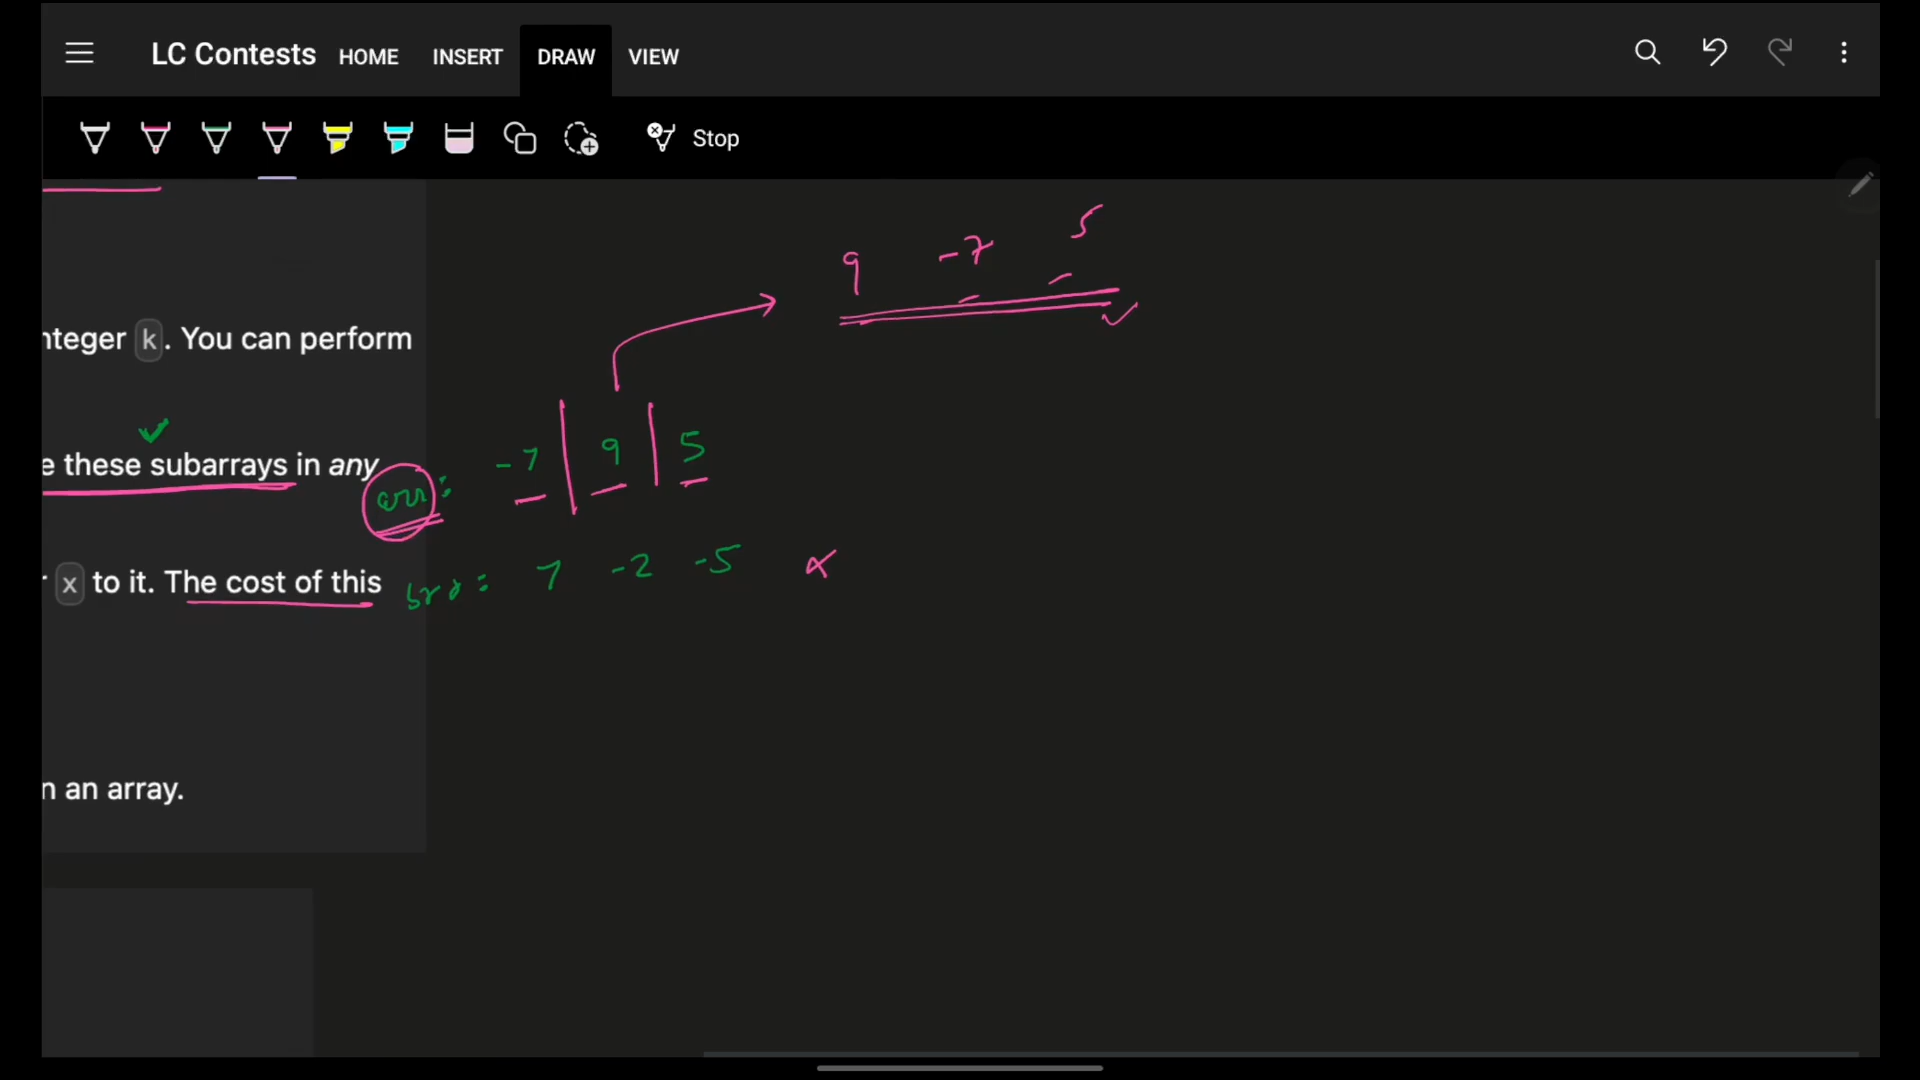 LC Contests HOME INSERT DRAW VIEW
Stop
9 -7 5
nteger k. You can perform
-7 | 9 | 5
e these subarrays in any
arr:
7 -2 -5
x to it. The cost of this
brr:
n an array.